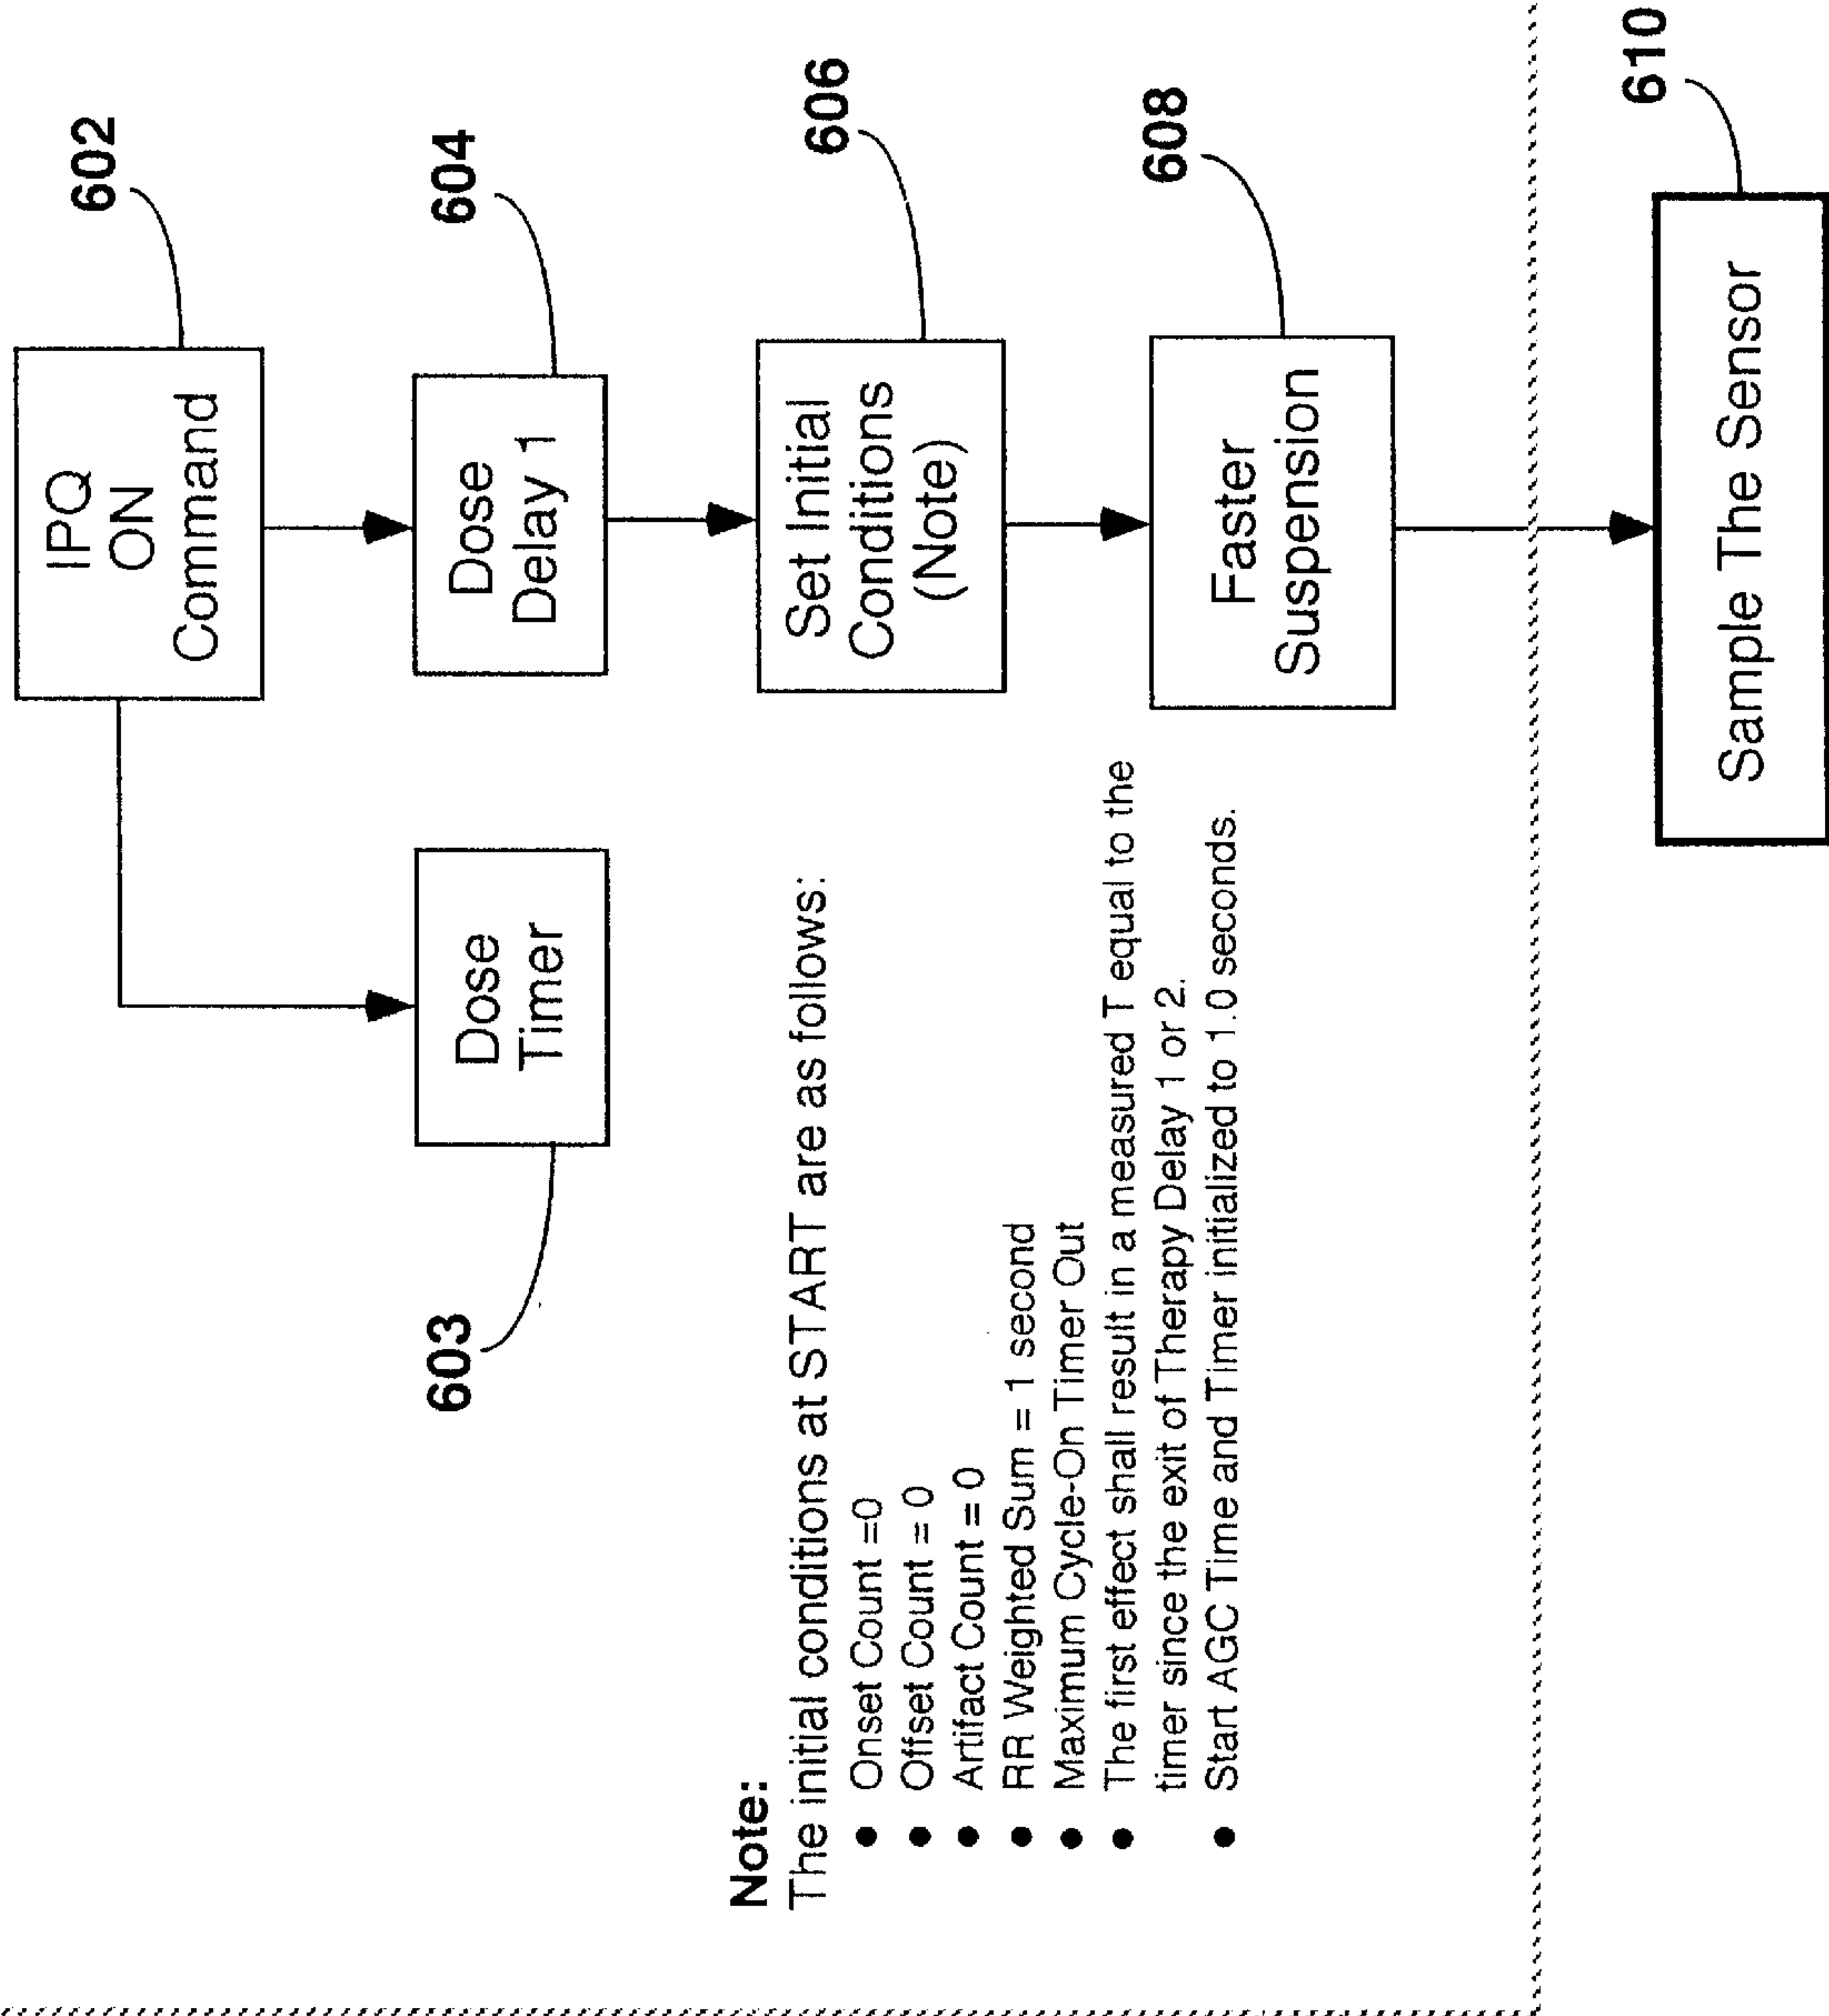 602
IPQ
ON
Command
603
Dose
Timer
604
Dose
Delay 1
606
Set Initial
Conditions
(Note)
608
Faster
Suspension
Note:
The initial conditions at START are as follows:
● Onset Count =0
● Offset Count = 0
● Artifact Count = 0
● RR Weighted Sum = 1 second
● Maximum Cycle-On Timer Out
● The first effect shall result in a measured T equal to the
timer since the exit of Therapy Delay 1 or 2.
● Start AGC Time and Timer initialized to 1.0 seconds.
610
Sample The Sensor